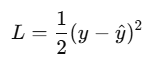 L = \frac{1}{2}(y - \hat{y})^2